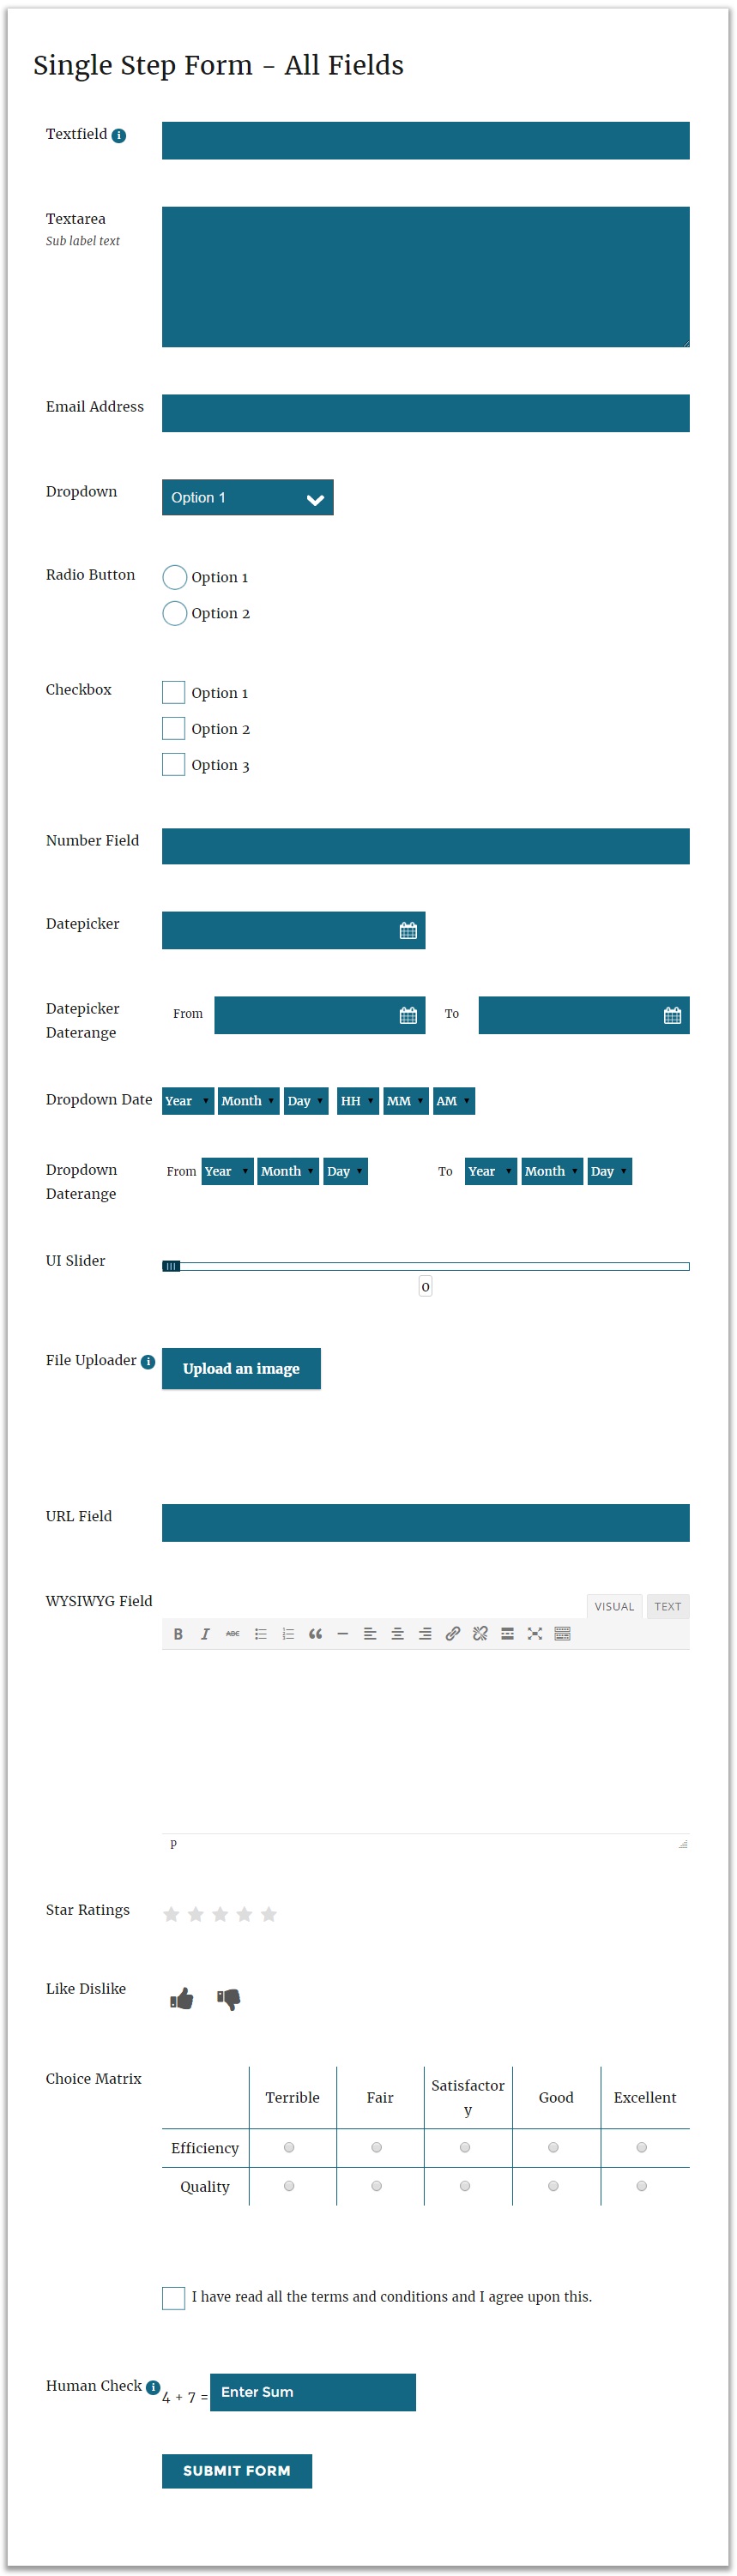 Single Step Form - All Fields
Textfield
Textarea
Sub label text
Email Address
Dropdown
Option 1
Radio Button
Option 1
Option 2
Checkbox
Option 1
Option 2
Option 3
Number Field
Datepicker
Datepicker
Daterange
From
To
Dropdown Date Year Month Day HH MM AM
Dropdown
Daterange
From Year Month Day To Year Month Day
UI Slider
0
File Uploader
Upload an image
URL Field
WYSIWYG Field
VISUAL TEXT
B I ABC
p
Star Ratings
Like Dislike
Choice Matrix
Terrible Fair Satisfactor
y Good Excellent
Efficiency
Quality
I have read all the terms and conditions and I agree upon this.
Human Check
4 + 7 = Enter Sum
SUBMIT FORM